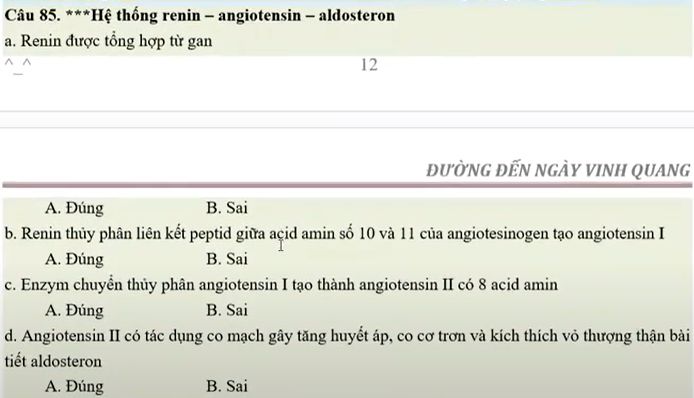 Câu 85. ***Hệ thống renin – angiotensin – aldosteron
a. Renin được tổng hợp từ gan
^_^ 12
ĐƯỜNG ĐẾN NGÀY VINH QUANG
A. Đúng B. Sai
b. Renin thủy phân liên kết peptid giữa acid amin số 10 và 11 của angiotesinogen tạo angiotensin I
A. Đúng B. Sai
c. Enzym chuyển thủy phân angiotensin I tạo thành angiotensin II có 8 acid amin
A. Đúng B. Sai
d. Angiotensin II có tác dụng co mạch gây tăng huyết áp, co cơ trơn và kích thích vỏ thượng thận bài
tiết aldosteron
A. Đúng B. Sai